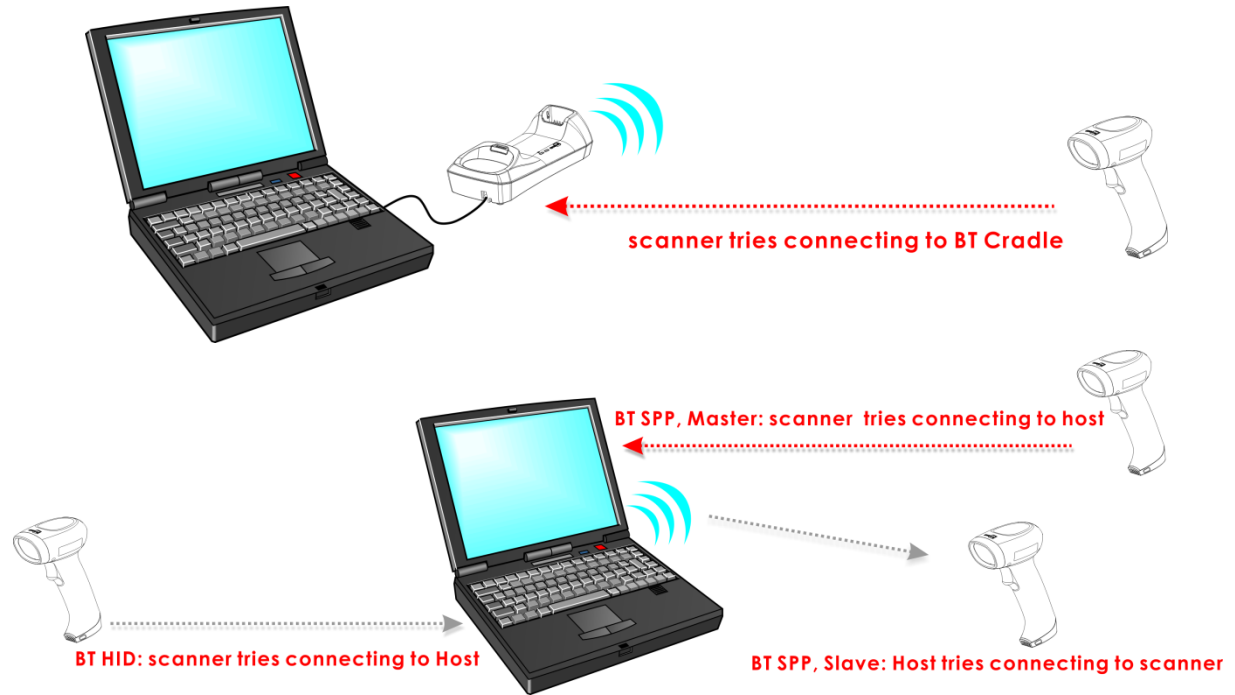 scanner tries connecting to BT Cradle
BT SPP, Master: scanner tries connecting to host
BT HID: scanner tries connecting to Host
BT SPP, Slave: Host tries connecting to scanner